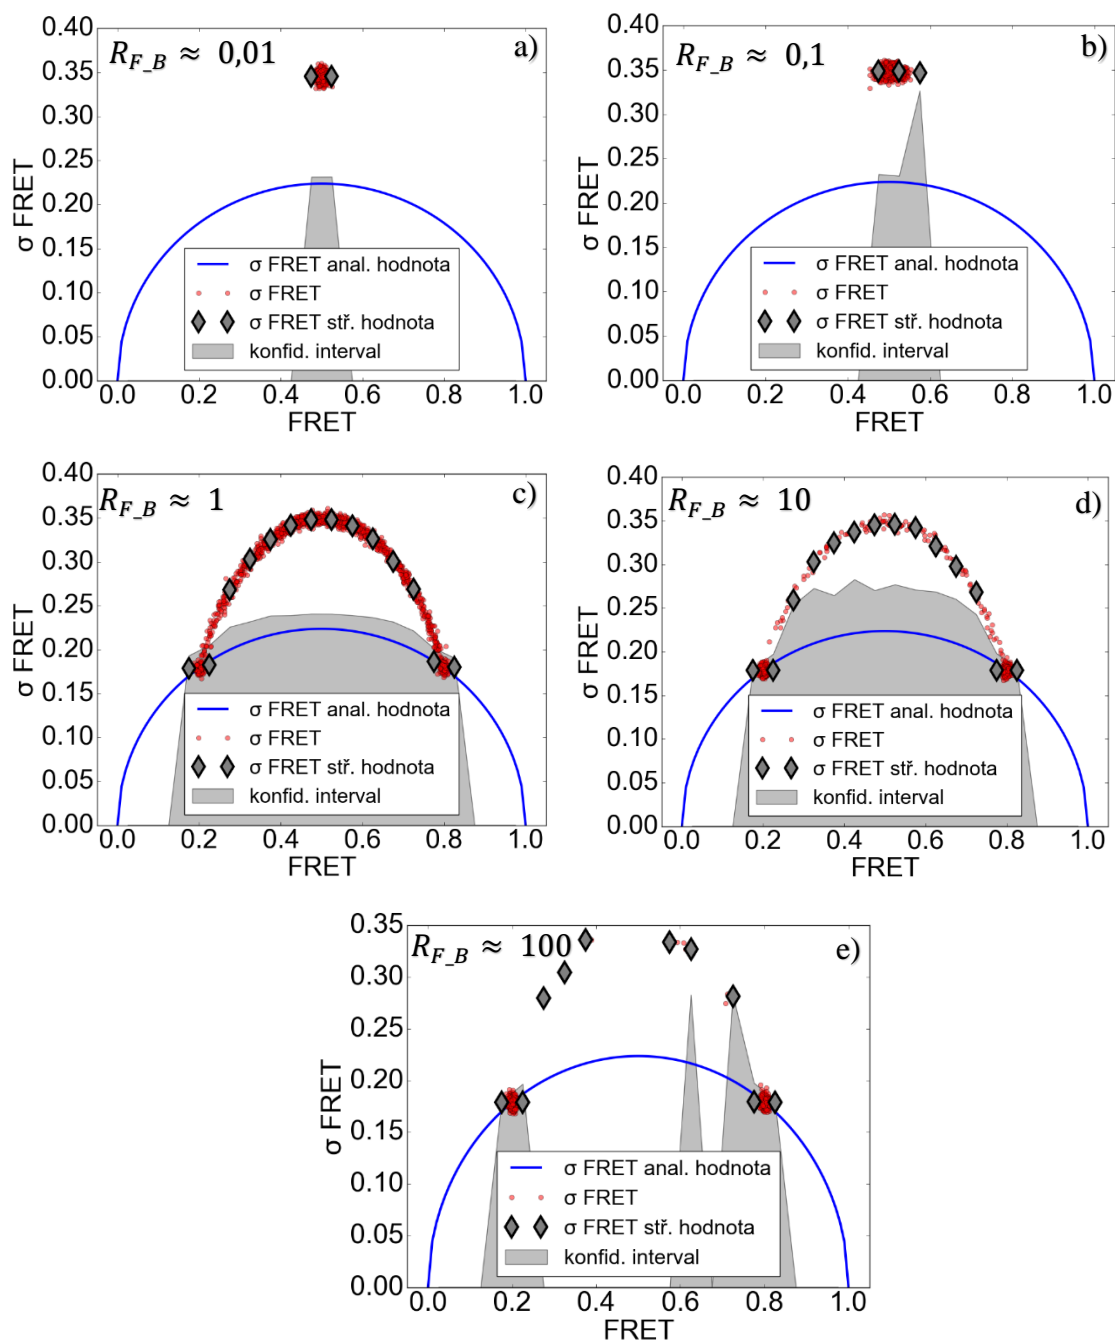 R_{F_B} ≈ 0,01
a)
0.40
0.35
0.30
0.25
0.20
0.15
0.10
0.05
0.00
σ FRET
σ FRET anal. hodnota
σ FRET
σ FRET stř. hodnota
konfid. interval
0.0 0.2 0.4 0.6 0.8 1.0
FRET
R_{F_B} ≈ 0,1
b)
0.40
0.35
0.30
0.25
0.20
0.15
0.10
0.05
0.00
σ FRET
σ FRET anal. hodnota
σ FRET
σ FRET stř. hodnota
konfid. interval
0.0 0.2 0.4 0.6 0.8 1.0
FRET
R_{F_B} ≈ 1
c)
0.40
0.35
0.30
0.25
0.20
0.15
0.10
0.05
0.00
σ FRET
σ FRET anal. hodnota
σ FRET
σ FRET stř. hodnota
konfid. interval
0.0 0.2 0.4 0.6 0.8 1.0
FRET
R_{F_B} ≈ 10
d)
0.40
0.35
0.30
0.25
0.20
0.15
0.10
0.05
0.00
σ FRET
σ FRET anal. hodnota
σ FRET
σ FRET stř. hodnota
konfid. interval
0.0 0.2 0.4 0.6 0.8 1.0
FRET
R_{F_B} ≈ 100
e)
0.35
0.30
0.25
0.20
0.15
0.10
0.05
0.00
σ FRET
σ FRET anal. hodnota
σ FRET
σ FRET stř. hodnota
konfid. interval
0.0 0.2 0.4 0.6 0.8 1.0
FRET